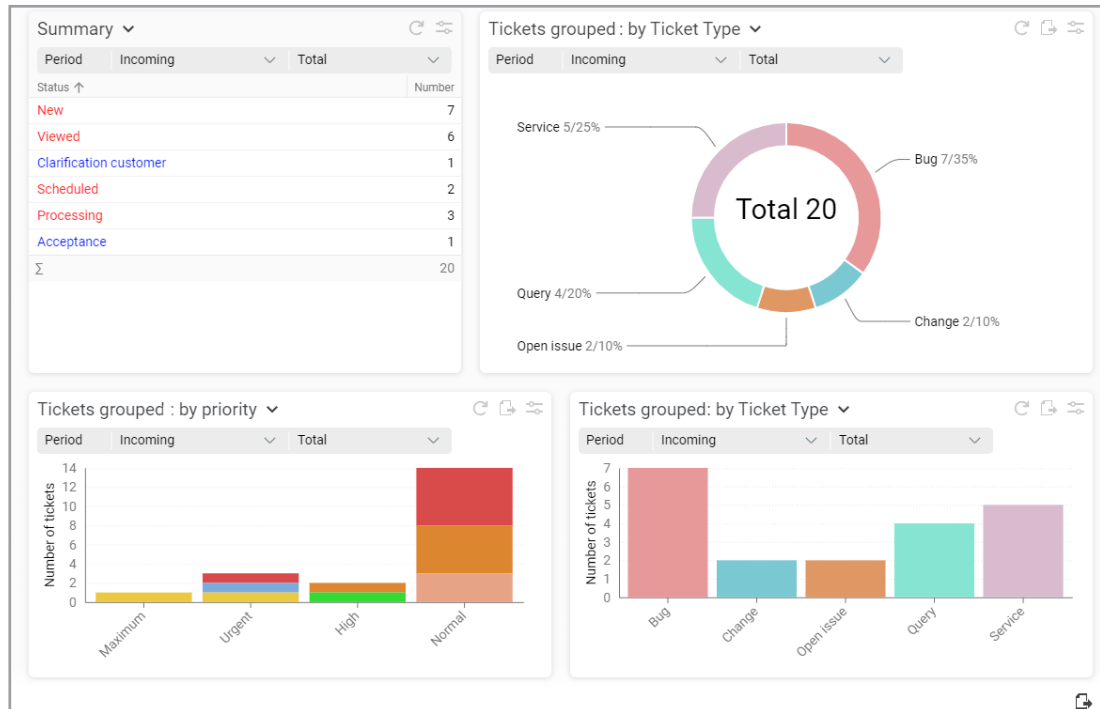 Summary
Period Incoming Total
Status ↑ Number
New 7
Viewed 6
Clarification customer 1
Scheduled 2
Processing 3
Acceptance 1
Σ 20
Tickets grouped : by Ticket Type
Period Incoming Total
Service 5/25%
Bug 7/35%
Total 20
Query 4/20%
Change 2/10%
Open issue 2/10%
Tickets grouped : by priority
Period Incoming Total
Number of tickets
14
12
10
8
6
4
2
0
Maximum Urgent High Normal
Tickets grouped: by Ticket Type
Period Incoming Total
Number of tickets
7
6
5
4
3
2
1
0
Bug Change Open issue Query Service